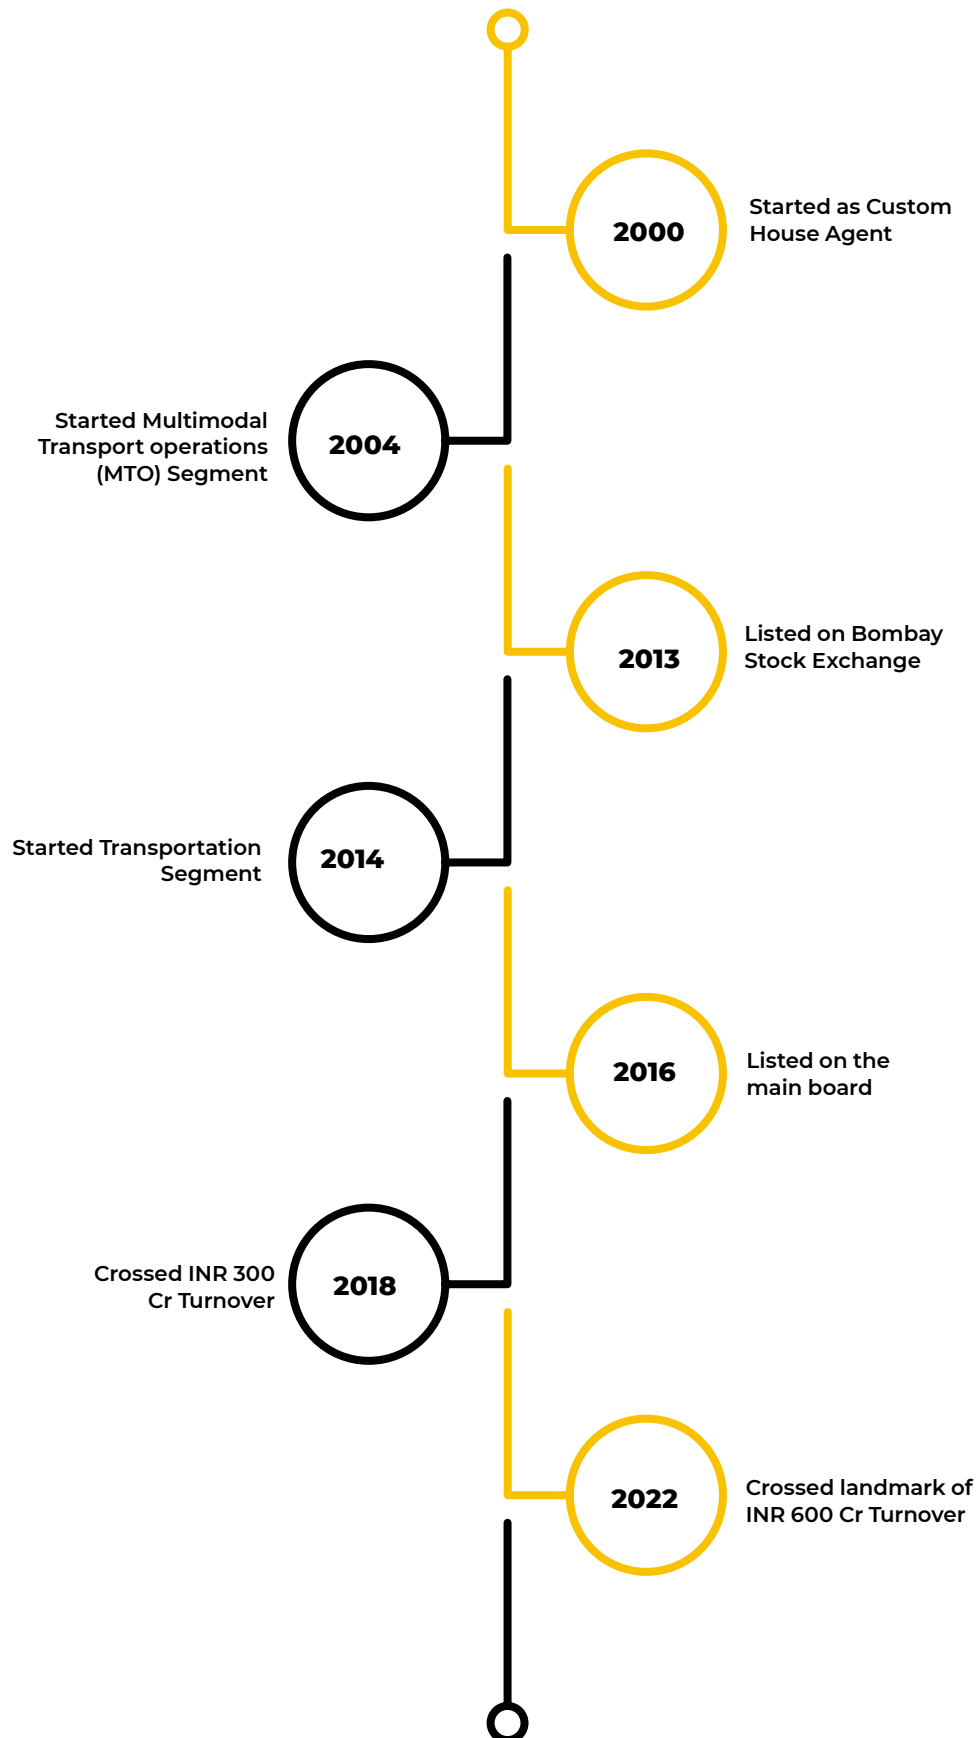 2000
Started as Custom
House Agent
Started Multimodal
Transport operations
(MTO) Segment
2004
2013
Listed on Bombay
Stock Exchange
Started Transportation
Segment
2014
2016
Listed on the
main board
Crossed INR 300
Cr Turnover
2018
2022
Crossed landmark of
INR 600 Cr Turnover